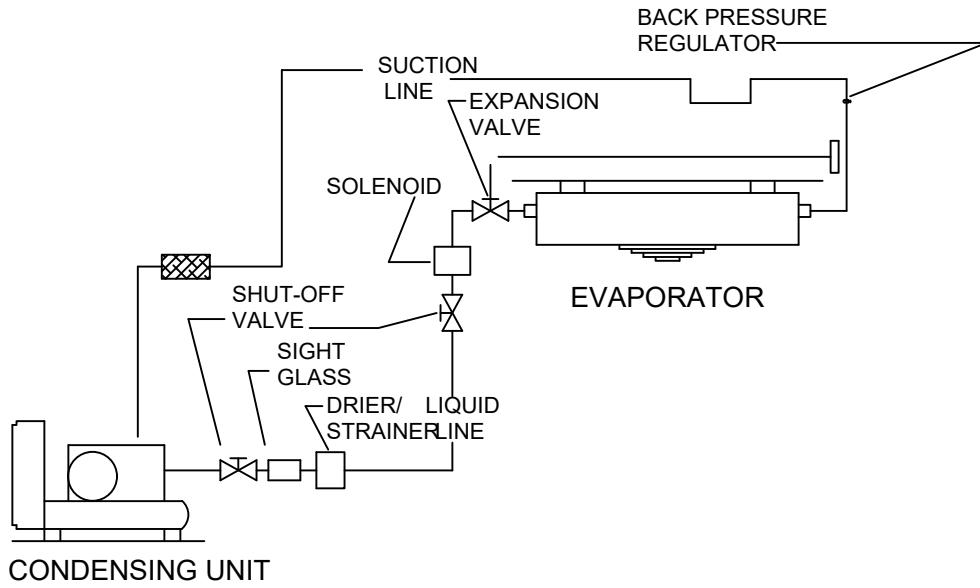 BACK PRESSURE
REGULATOR
SUCTION
LINE
EXPANSION
VALVE
SOLENOID
EVAPORATOR
SHUT-OFF
VALVE
SIGHT
GLASS
DRIER/
STRAINER
LIQUID
LINE
CONDENSING UNIT